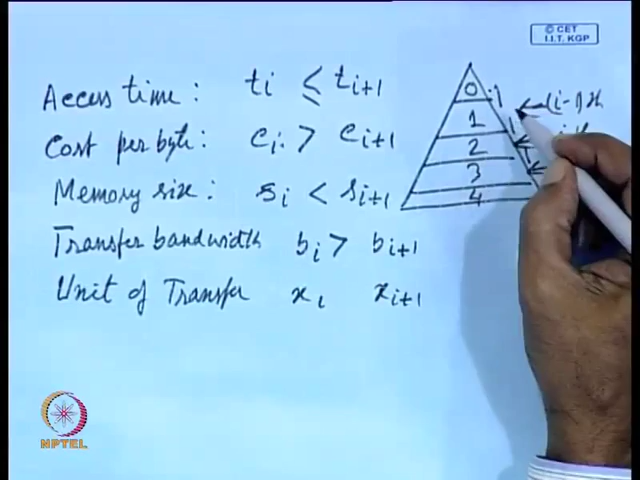 © CET
I.I.T. KGP
Access time : ti ≤ ti+1
Cost per byte : ci > ci+1
Memory size : si < si+1
Transfer bandwidth bi > bi+1
Unit of Transfer xi xi+1
0
1
2
3
4
NPTEL